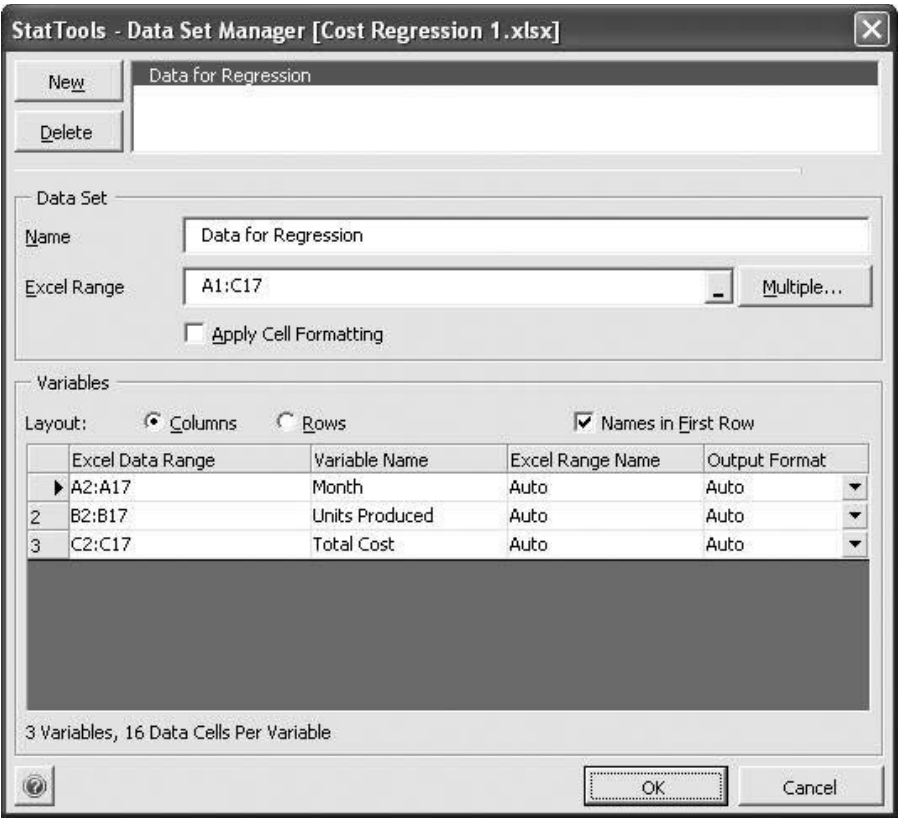 StatTools - Data Set Manager [Cost Regression 1.xlsx]
New
Data for Regression
Delete
Data Set
Name
Data for Regression
Excel Range
A1:C17
Multiple...
Apply Cell Formatting
Variables
Layout:
Columns
Rows
Names in First Row
Excel Data Range Variable Name Excel Range Name Output Format
A2:A17 Month Auto Auto
2 B2:B17 Units Produced Auto Auto
3 C2:C17 Total Cost Auto Auto
3 Variables, 16 Data Cells Per Variable
OK
Cancel